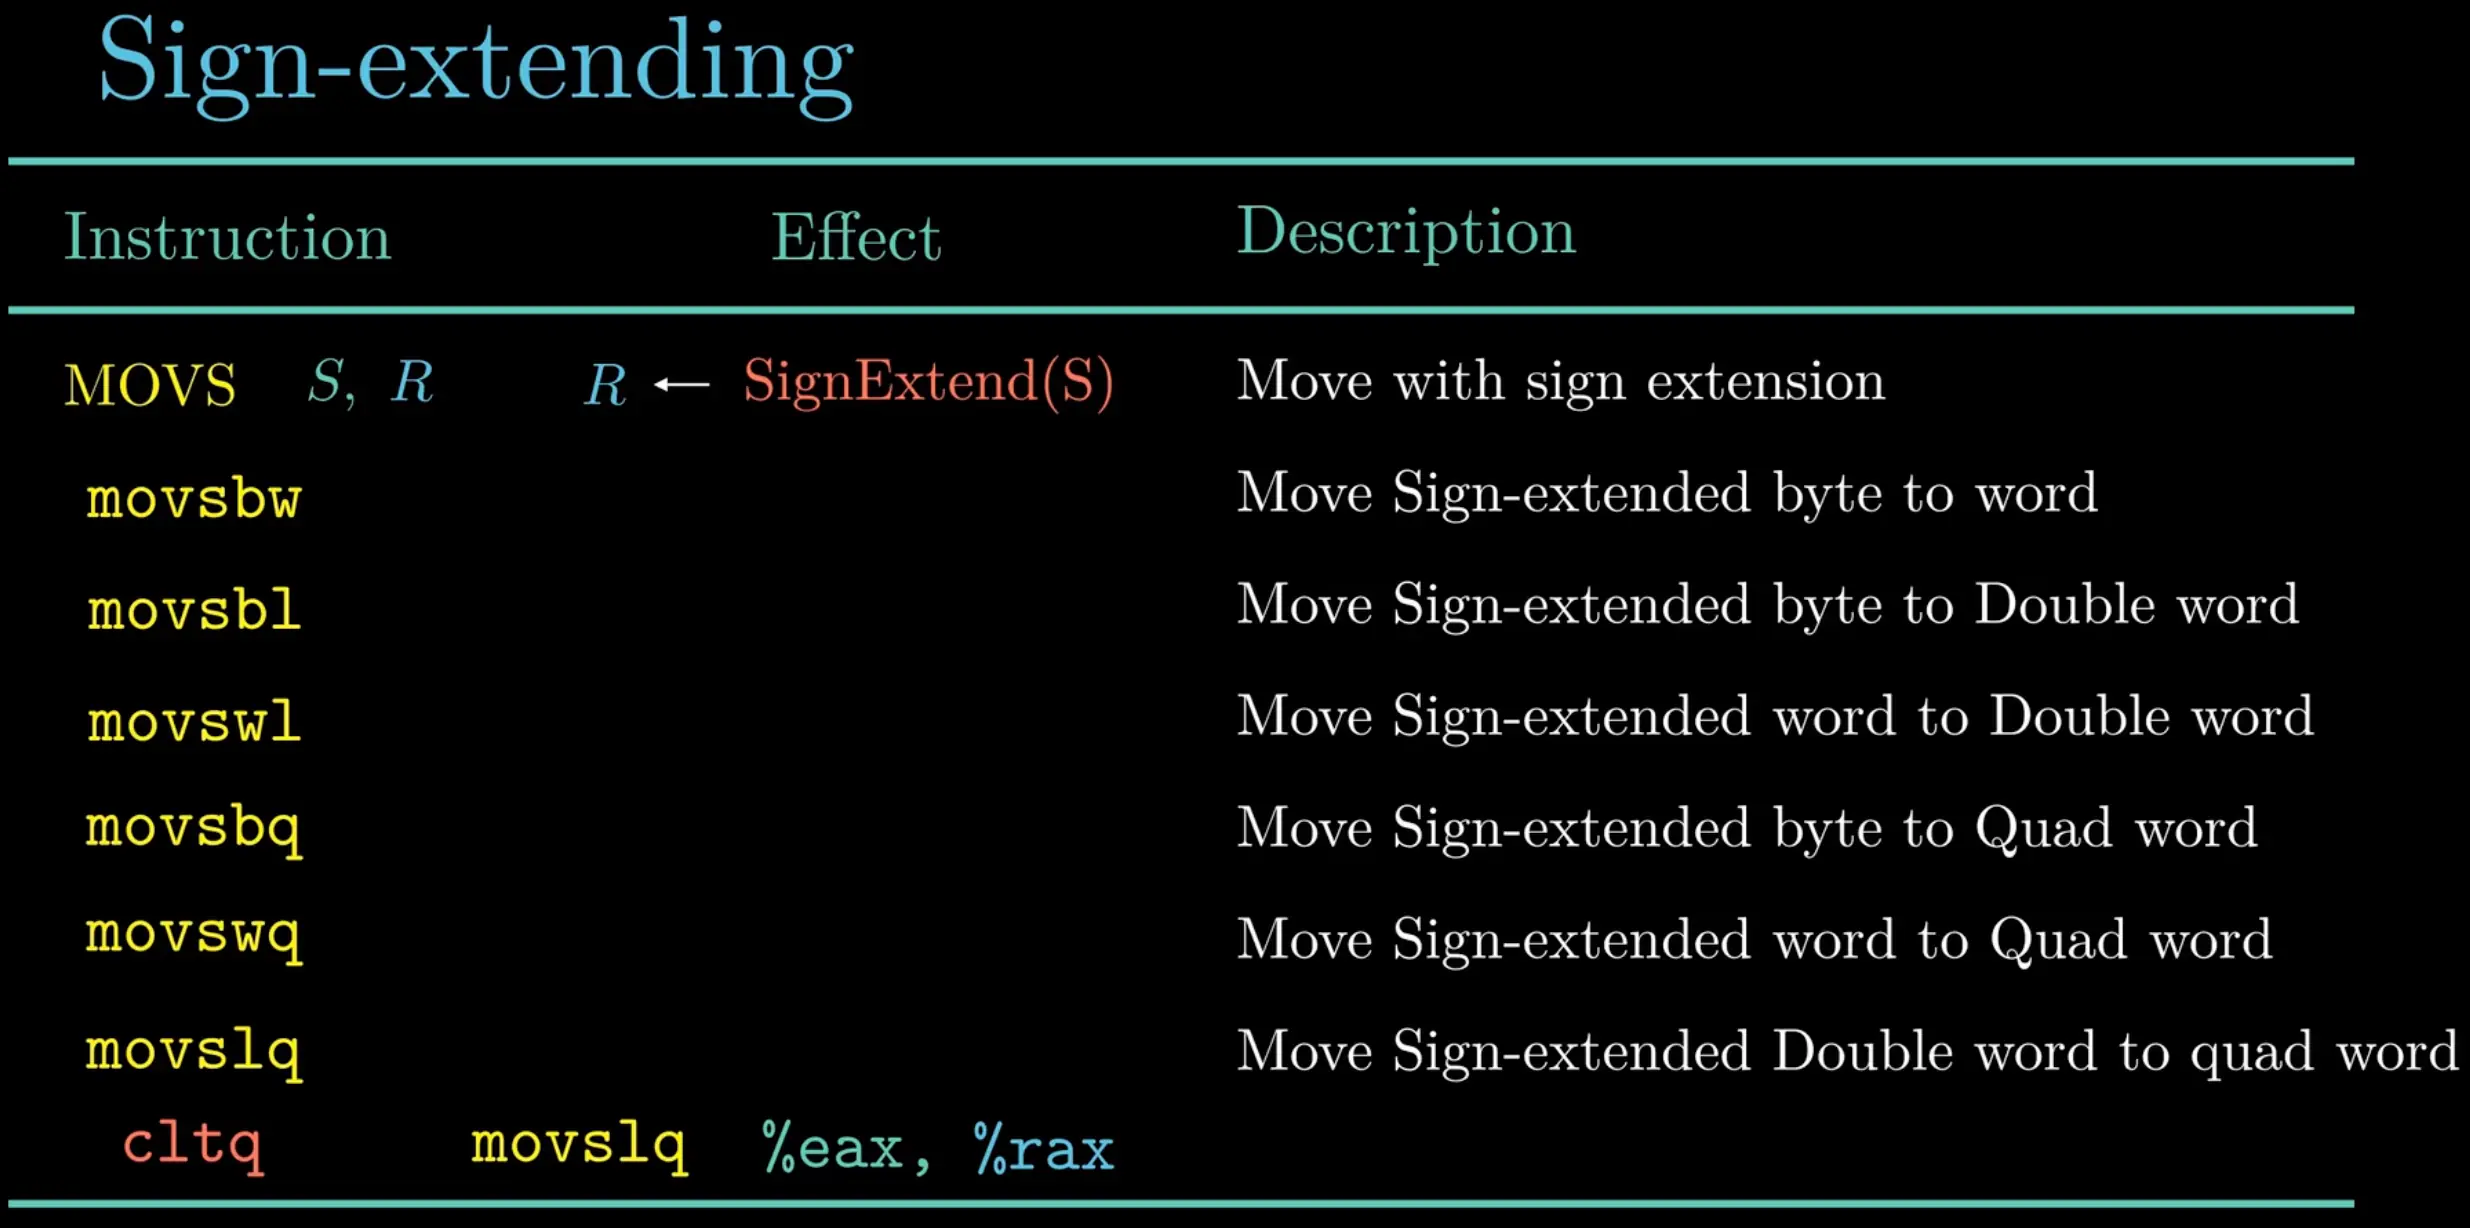 Sign-extending
Instruction Effect Description
MOVS S, R R ← SignExtend(S) Move with sign extension
movsbw Move Sign-extended byte to word
movsbl Move Sign-extended byte to Double word
movswl Move Sign-extended word to Double word
movsbq Move Sign-extended byte to Quad word
movswq Move Sign-extended word to Quad word
movslq Move Sign-extended Double word to quad word
cltq movslq %eax, %rax